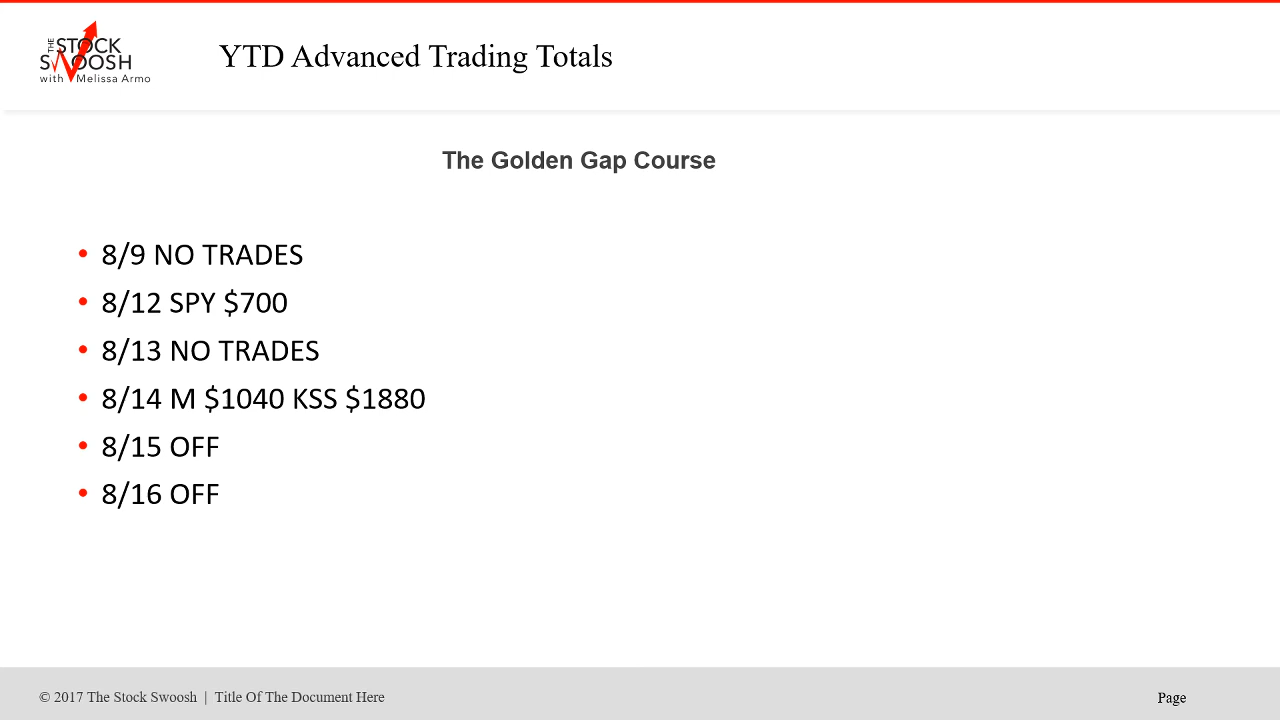 THE STOCK
SWOOSH
with Melissa Armo
YTD Advanced Trading Totals
The Golden Gap Course
• 8/9 NO TRADES
• 8/12 SPY $700
• 8/13 NO TRADES
• 8/14 M $1040 KSS $1880
• 8/15 OFF
• 8/16 OFF
© 2017 The Stock Swoosh | Title Of The Document Here
Page